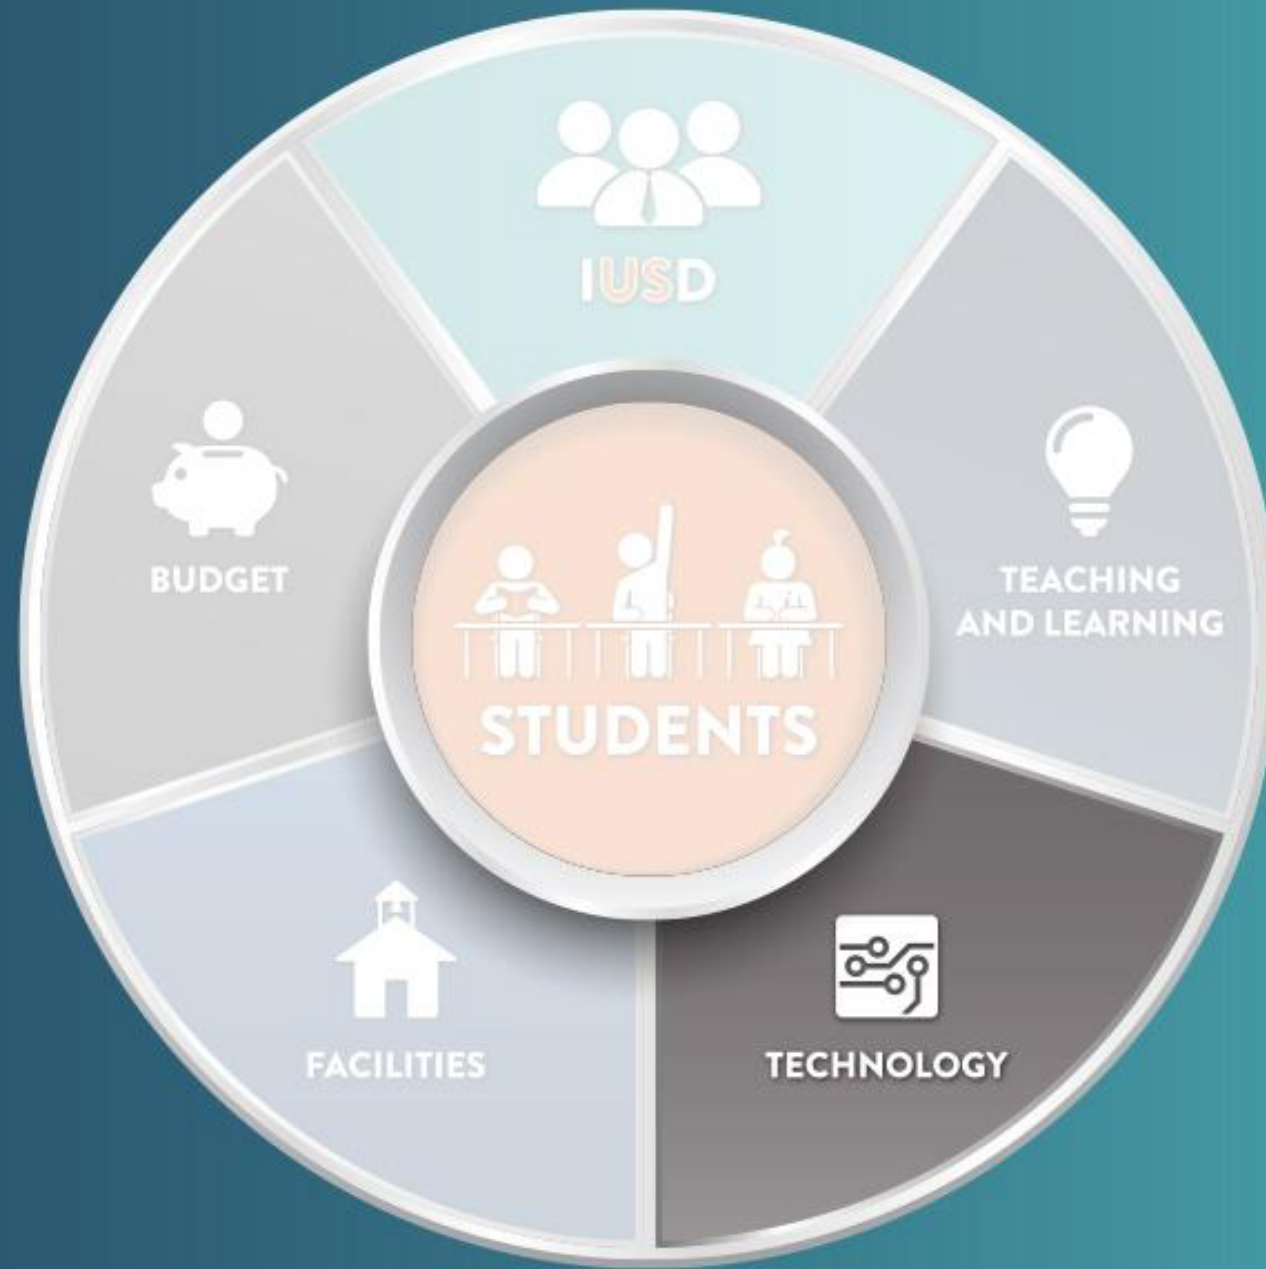 IUSD
BUDGET
TEACHING
AND LEARNING
STUDENTS
FACILITIES
TECHNOLOGY